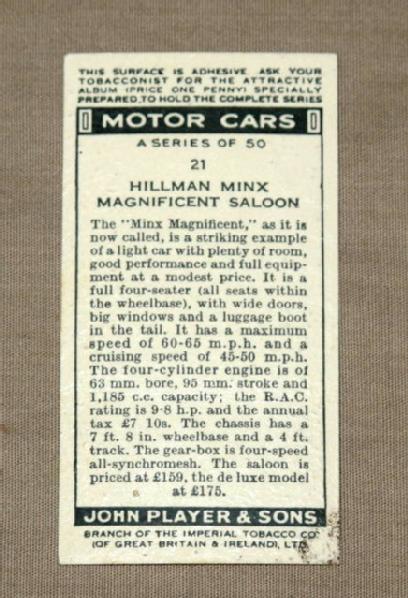 THIS SURFACE IS ADHESIVE. ASK YOUR
TOBACCONIST FOR THE ATTRACTIVE
ALBUM (PRICE ONE PENNY) SPECIALLY
PREPARED TO HOLD THE COMPLETE SERIES
MOTOR CARS
A SERIES OF 50
21
HILLMAN MINX
MAGNIFICENT SALOON
The "Minx Magnificent," as it is
now called, is a striking example
of a light car with plenty of room,
good performance and full equip-
ment at a modest price. It is a
full four-seater (all seats within
the wheelbase), with wide doors,
big windows and a luggage boot
in the tail. It has a maximum
speed of 60-65 m.p.h. and a
cruising speed of 45-50 m.p.h.
The four-cylinder engine is of
63 mm. bore, 95 mm. stroke and
1,185 c.c. capacity; the R.A.C.
rating is 9·8 h.p. and the annual
tax £7 10s. The chassis has a
7 ft. 8 in. wheelbase and a 4 ft.
track. The gear-box is four-speed
all-synchromesh. The saloon is
priced at £159, the de luxe model
at £175.
JOHN PLAYER & SONS
BRANCH OF THE IMPERIAL TOBACCO CO.
(OF GREAT BRITAIN & IRELAND), LTD.